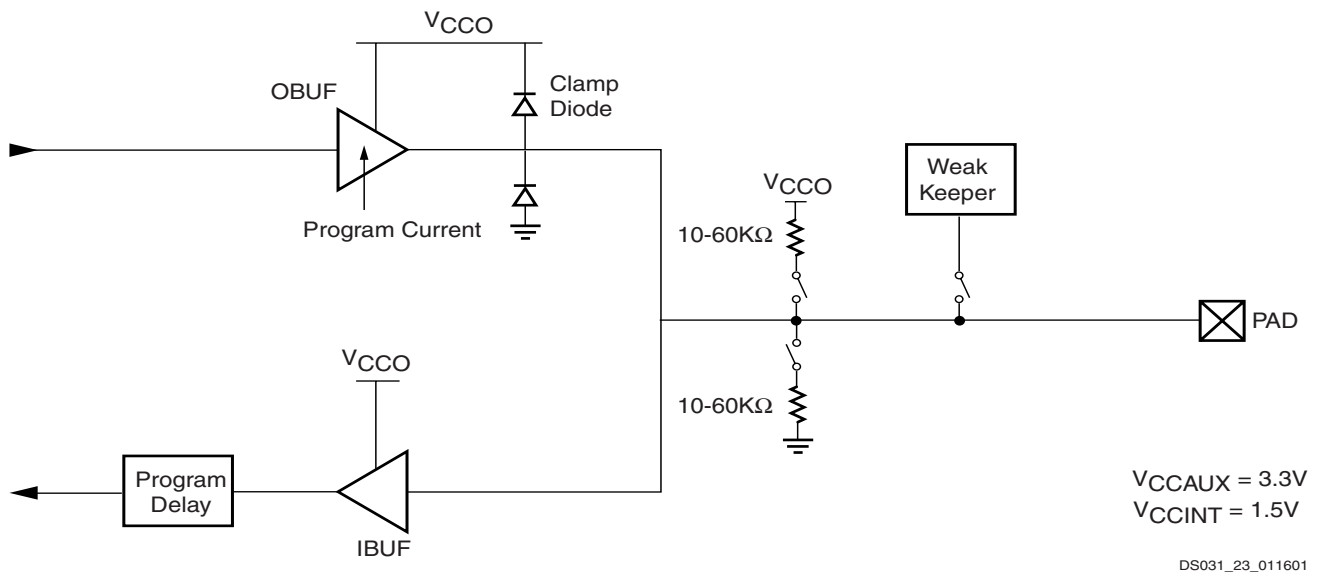 VCCO
OBUF
Clamp
Diode
Program Current
VCCO
10-60KΩ
Weak
Keeper
PAD
VCCO
10-60KΩ
Program
Delay
IBUF
VCCAUX = 3.3V
VCCINT = 1.5V
DS031_23_011601